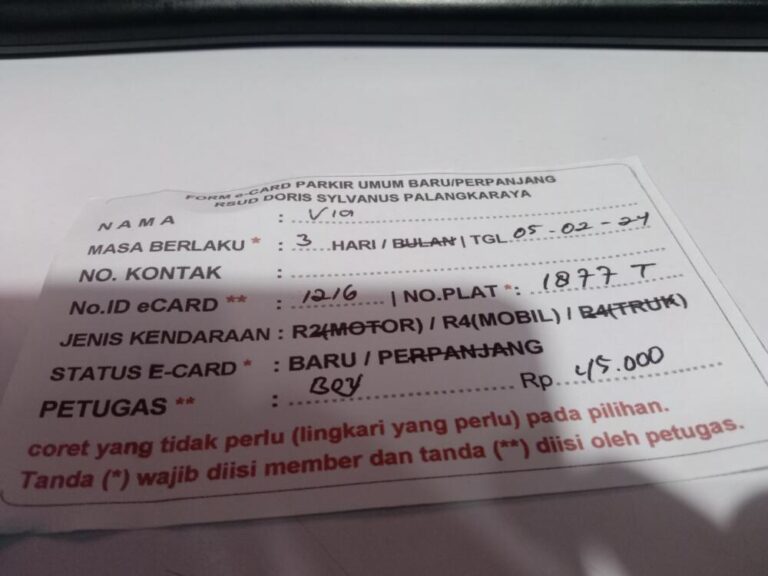 FORM e-CARD PARKIR UMUM BARU/PERPANJANG
RSUD DORIS SYLVANUS PALANGKARAYA
NAMA : Via
MASA BERLAKU * : 3 HARI / BULAN | TGL 05-02-24
NO. KONTAK :
No.ID eCARD ** : 1216 | NO.PLAT * : 1877 T
JENIS KENDARAAN : R2(MOTOR) / R4(MOBIL) / R4(TRUK)
STATUS E-CARD * : BARU / PERPANJANG
PETUGAS ** : Boy Rp. 45.000
coret yang tidak perlu (lingkari yang perlu) pada pilihan.
Tanda (*) wajib diisi member dan tanda (**) diisi oleh petugas.